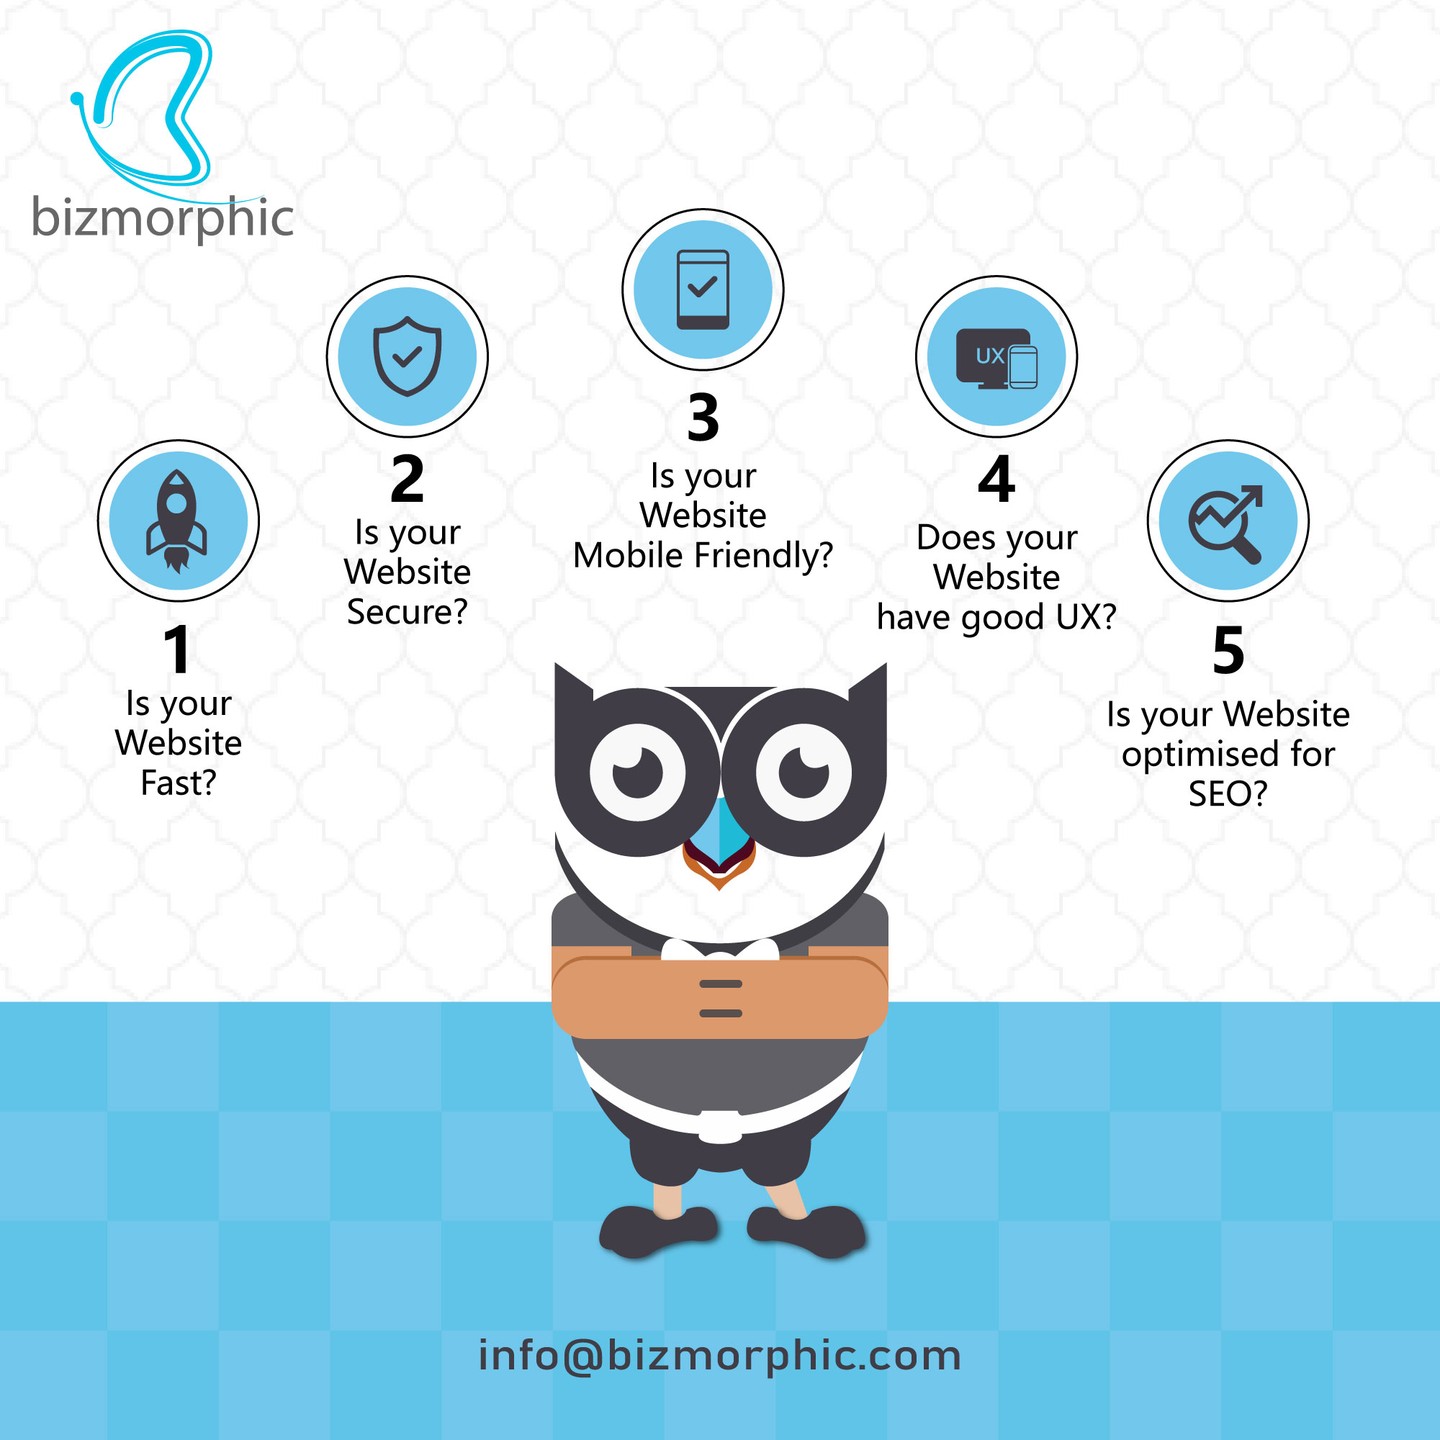 bizmorphic
1
Is your
Website
Fast?
2
Is your
Website
Secure?
3
Is your
Website
Mobile Friendly?
UX
4
Does your
Website
have good UX?
5
Is your Website
optimised for
SEO?
info@bizmorphic.com